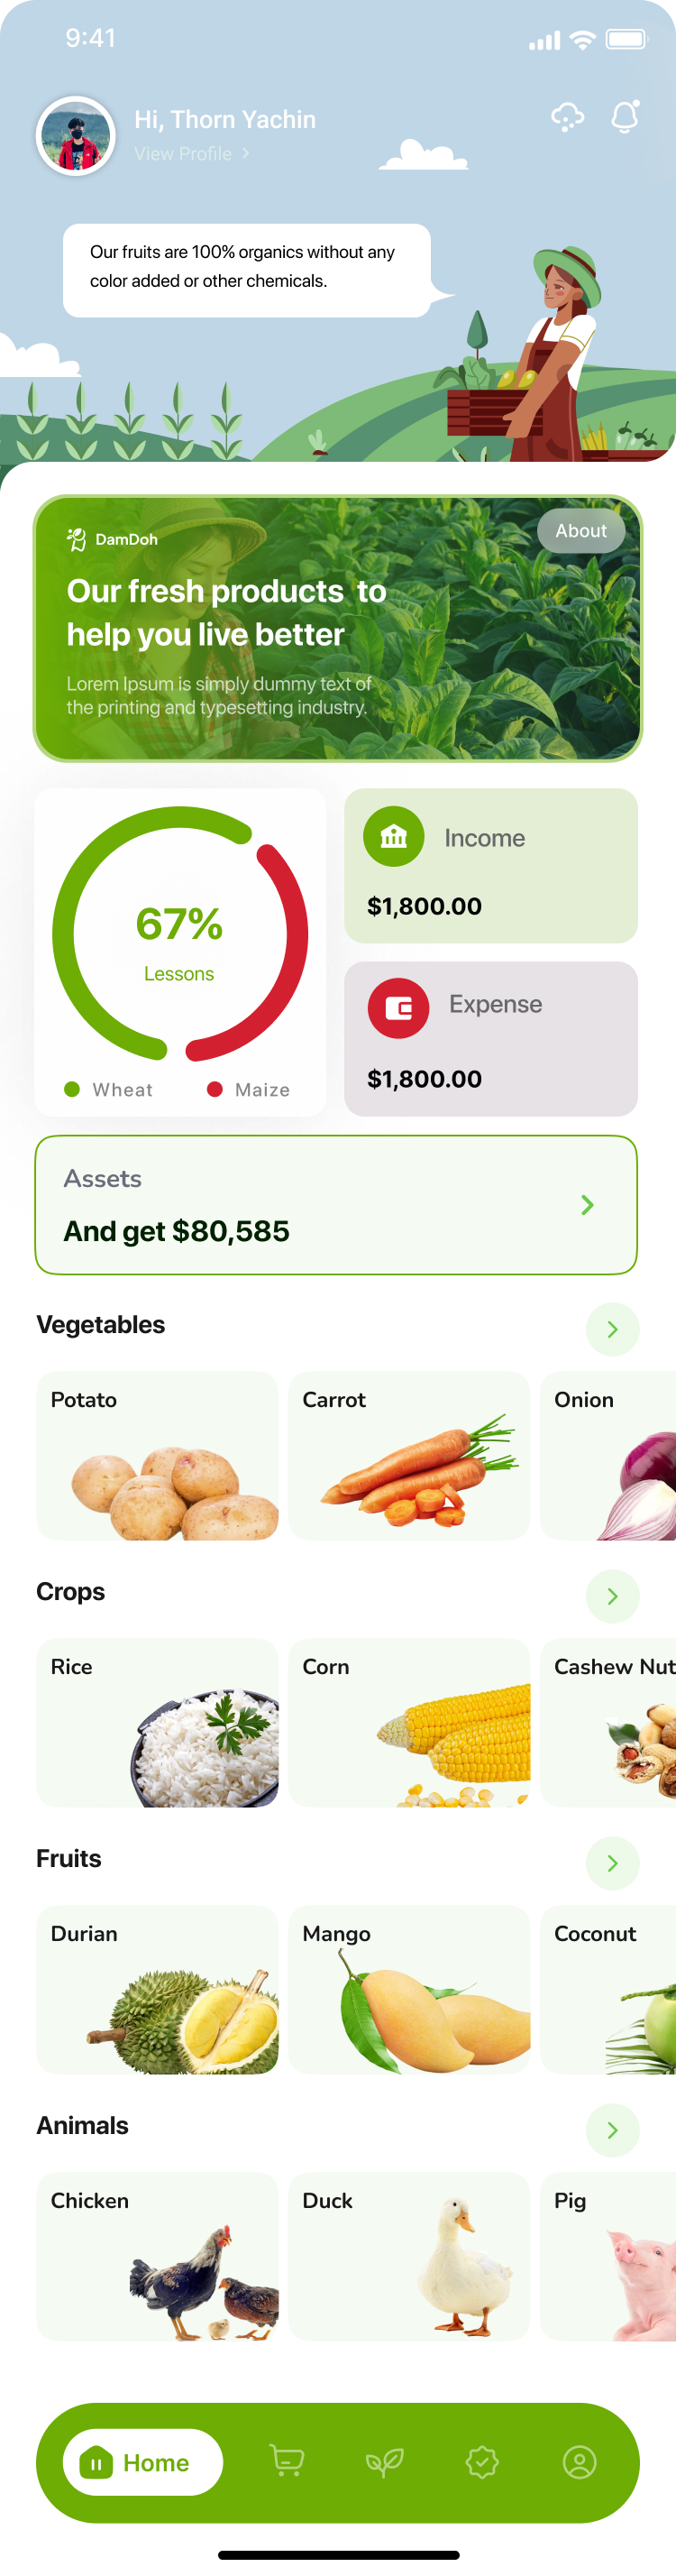 9:41
Hi, Thorn Yachin
View Profile
Our fruits are 100% organics without any
color added or other chemicals.
DamDoh
About
Our fresh products to
help you live better
Lorem Ipsum is simply dummy text of
the printing and typesetting industry.
67%
Lessons
Wheat
Maize
Income
$1,800.00
Expense
$1,800.00
Assets
And get $80,585
Vegetables
Potato
Carrot
Onion
Crops
Rice
Corn
Cashew Nut
Fruits
Durian
Mango
Coconut
Animals
Chicken
Duck
Pig
Home